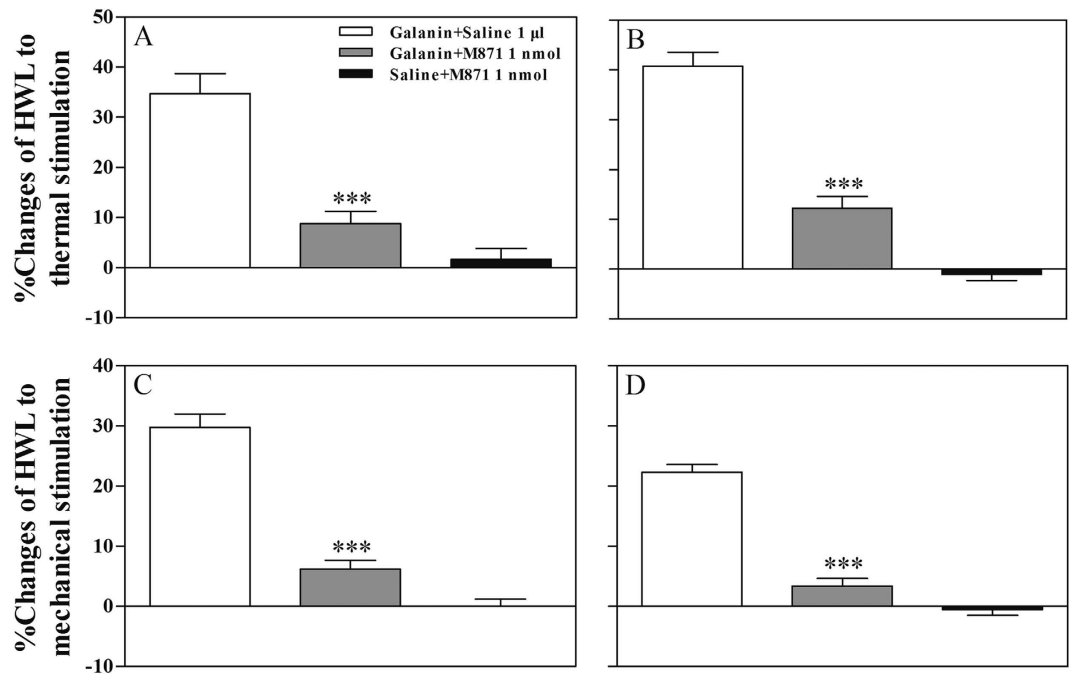 %Changes of HWL to
thermal stimulation
50
40
30
20
10
0
-10
A
Galanin+Saline 1 µl
Galanin+M871 1 nmol
Saline+M871 1 nmol
***
B
***
%Changes of HWL to
mechanical stimulation
40
30
20
10
0
-10
C
***
D
***